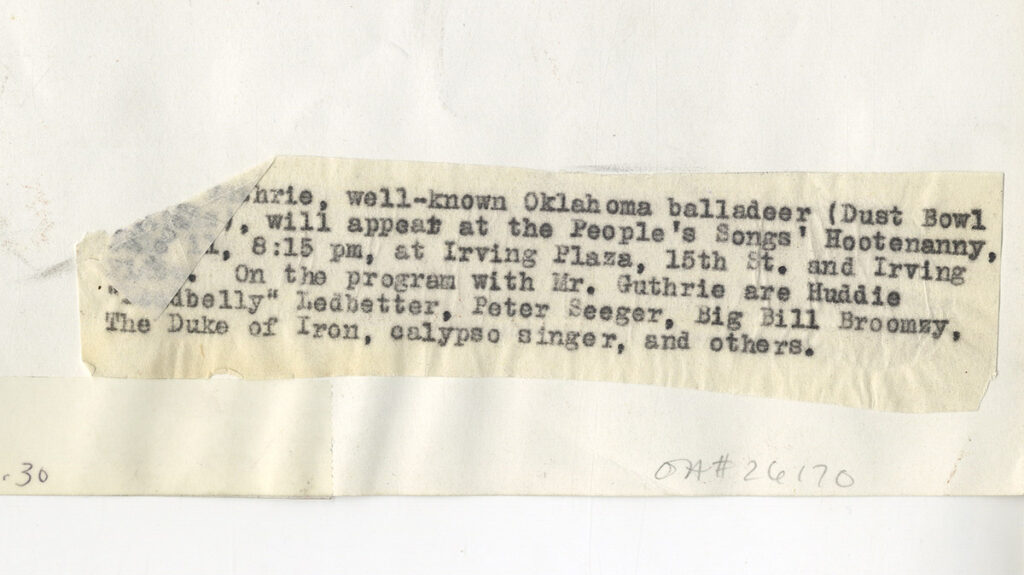 hrie, well-known Oklahoma balladeer (Dust Bowl
), will appear at the People's Songs' Hootenanny,
1, 8:15 pm, at Irving Plaza, 15th St. and Irving
. On the program with Mr. Guthrie are Huddie
dbelly" Ledbetter, Peter Seeger, Big Bill Broomzy,
The Duke of Iron, calypso singer, and others.
.30
OA# 26170